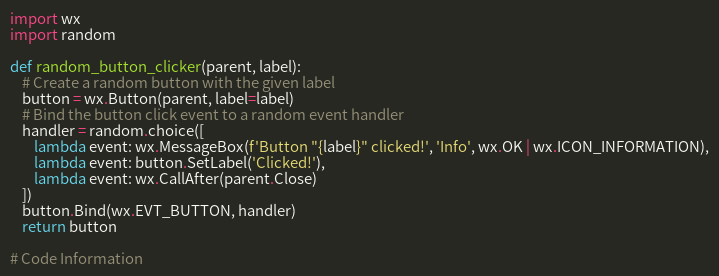 import wx
import random

def random_button_clicker(parent, label):
    # Create a random button with the given label
    button = wx.Button(parent, label=label)
    # Bind the button click event to a random event handler
    handler = random.choice([
        lambda event: wx.MessageBox(f'Button "{label}" clicked!', 'Info', wx.OK | wx.ICON_INFORMATION),
        lambda event: button.SetLabel('Clicked!'),
        lambda event: wx.CallAfter(parent.Close)
    ])
    button.Bind(wx.EVT_BUTTON, handler)
    return button

# Code Information